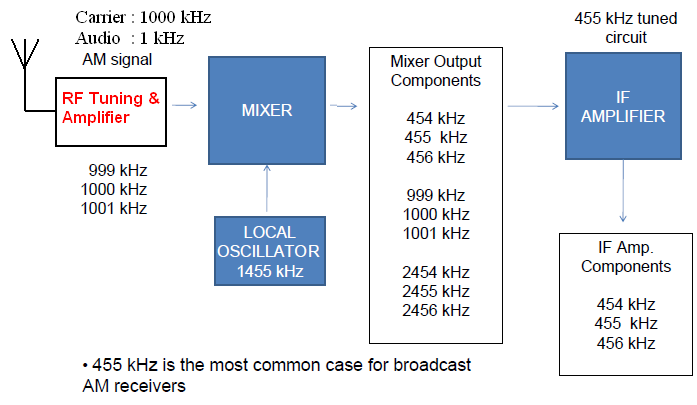 Carrier : 1000 kHz
Audio : 1 kHz
AM signal
RF Tuning &
Amplifier
999 kHz
1000 kHz
1001 kHz
MIXER
LOCAL
OSCILLATOR
1455 kHz
Mixer Output
Components
454 kHz
455 kHz
456 kHz
999 kHz
1000 kHz
1001 kHz
2454 kHz
2455 kHz
2456 kHz
455 kHz tuned
circuit
IF
AMPLIFIER
IF Amp.
Components
454 kHz
455 kHz
456 kHz
• 455 kHz is the most common case for broadcast
AM receivers